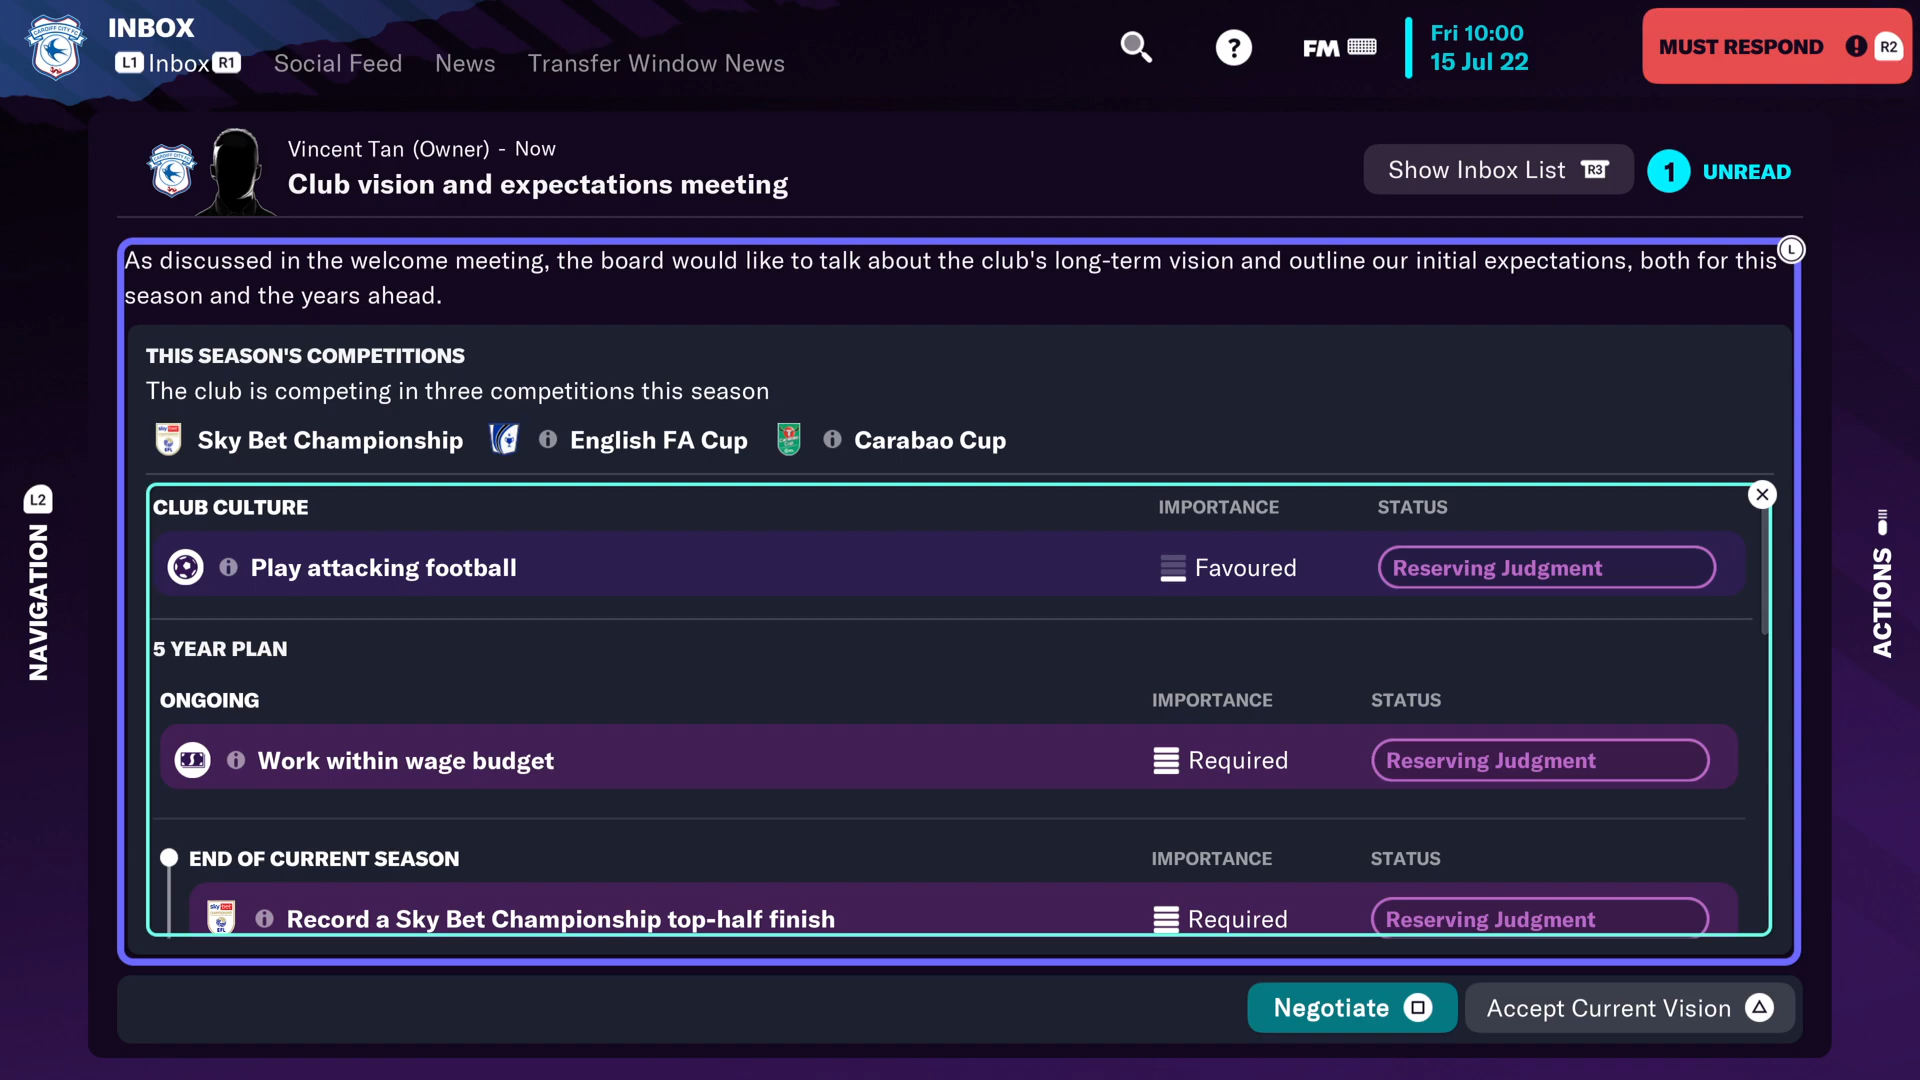 INBOX
L1 Inbox R1 Social Feed News Transfer Window News
? FM
Fri 10:00
15 Jul 22
MUST RESPOND ! R2
Vincent Tan (Owner) - Now
Club vision and expectations meeting
Show Inbox List R3
1 UNREAD
L
As discussed in the welcome meeting, the board would like to talk about the club's long-term vision and outline our initial expectations, both for this
season and the years ahead.
THIS SEASON'S COMPETITIONS
The club is competing in three competitions this season
Sky Bet Championship English FA Cup Carabao Cup
CLUB CULTURE IMPORTANCE STATUS
Play attacking football Favoured Reserving Judgment
5 YEAR PLAN
ONGOING IMPORTANCE STATUS
Work within wage budget Required Reserving Judgment
END OF CURRENT SEASON IMPORTANCE STATUS
Record a Sky Bet Championship top-half finish Required Reserving Judgment
Negotiate Accept Current Vision
L2
NAVIGATION
ACTIONS